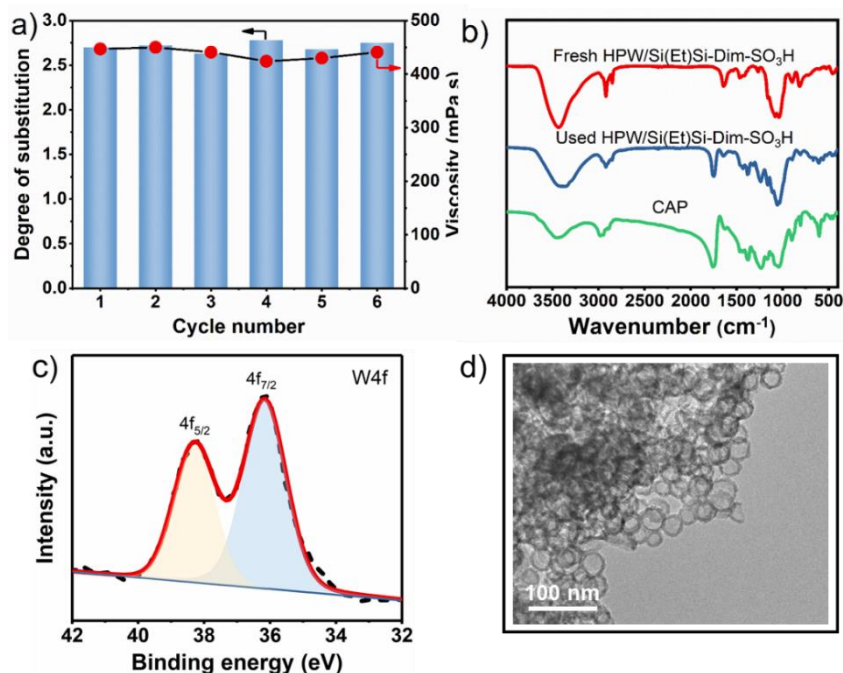 a)
3.0
2.5
2.0
1.5
1.0
0.5
0.0
500
400
300
200
100
0
1 2 3 4 5 6
Degree of substitution
Viscosity (mPa s)
Cycle number
b)
Fresh HPW/Si(Et)Si-Dim-SO₃H
Used HPW/Si(Et)Si-Dim-SO₃H
CAP
4000 3500 3000 2500 2000 1500 1000 500
Wavenumber (cm⁻¹)
c)
W4f
4f₇/₂
4f₅/₂
Intensity (a.u.)
42 40 38 36 34 32
Binding energy (eV)
d)
100 nm